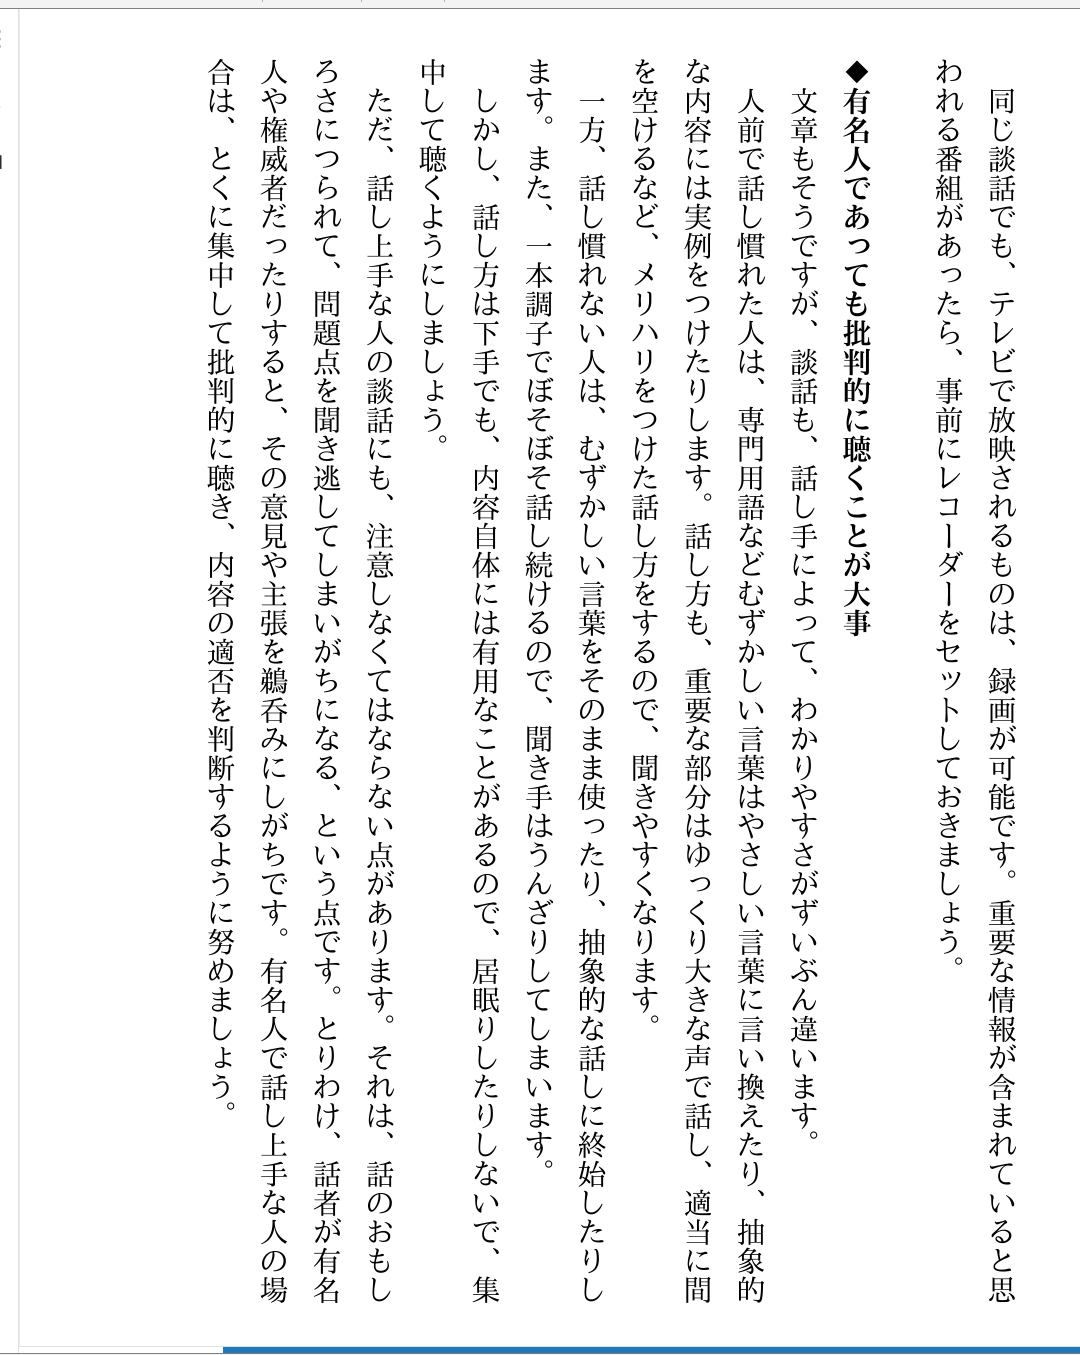 同じ談話でも、テレビで放映されるものは、録画が可能です。重要な情報が含まれていると思
われる番組があったら、事前にレコーダーをセットしておきましょう。
◆有名人であっても批判的に聴くことが大事
　文章もそうですが、談話も、話し手によって、わかりやすさがずいぶん違います。
　人前で話し慣れた人は、専門用語などむずかしい言葉はやさしい言葉に言い換えたり、抽象的
な内容には実例をつけたりします。話し方も、重要な部分はゆっくり大きな声で話し、適当に間
を空けるなど、メリハリをつけた話し方をするので、聞きやすくなります。
　一方、話し慣れない人は、むずかしい言葉をそのまま使ったり、抽象的な話しに終始したりし
ます。また、一本調子でぼそぼそ話し続けるので、聞き手はうんざりしてしまいます。
　しかし、話し方は下手でも、内容自体には有用なことがあるので、居眠りしたりしないで、集
中して聴くようにしましょう。
　ただ、話し上手な人の談話にも、注意しなくてはならない点があります。それは、話のおもし
ろさにつられて、問題点を聞き逃してしまいがちになる、という点です。とりわけ、話者が有名
人や権威者だったりすると、その意見や主張を鵜呑みにしがちです。有名人で話し上手な人の場
合は、とくに集中して批判的に聴き、内容の適否を判断するように努めましょう。